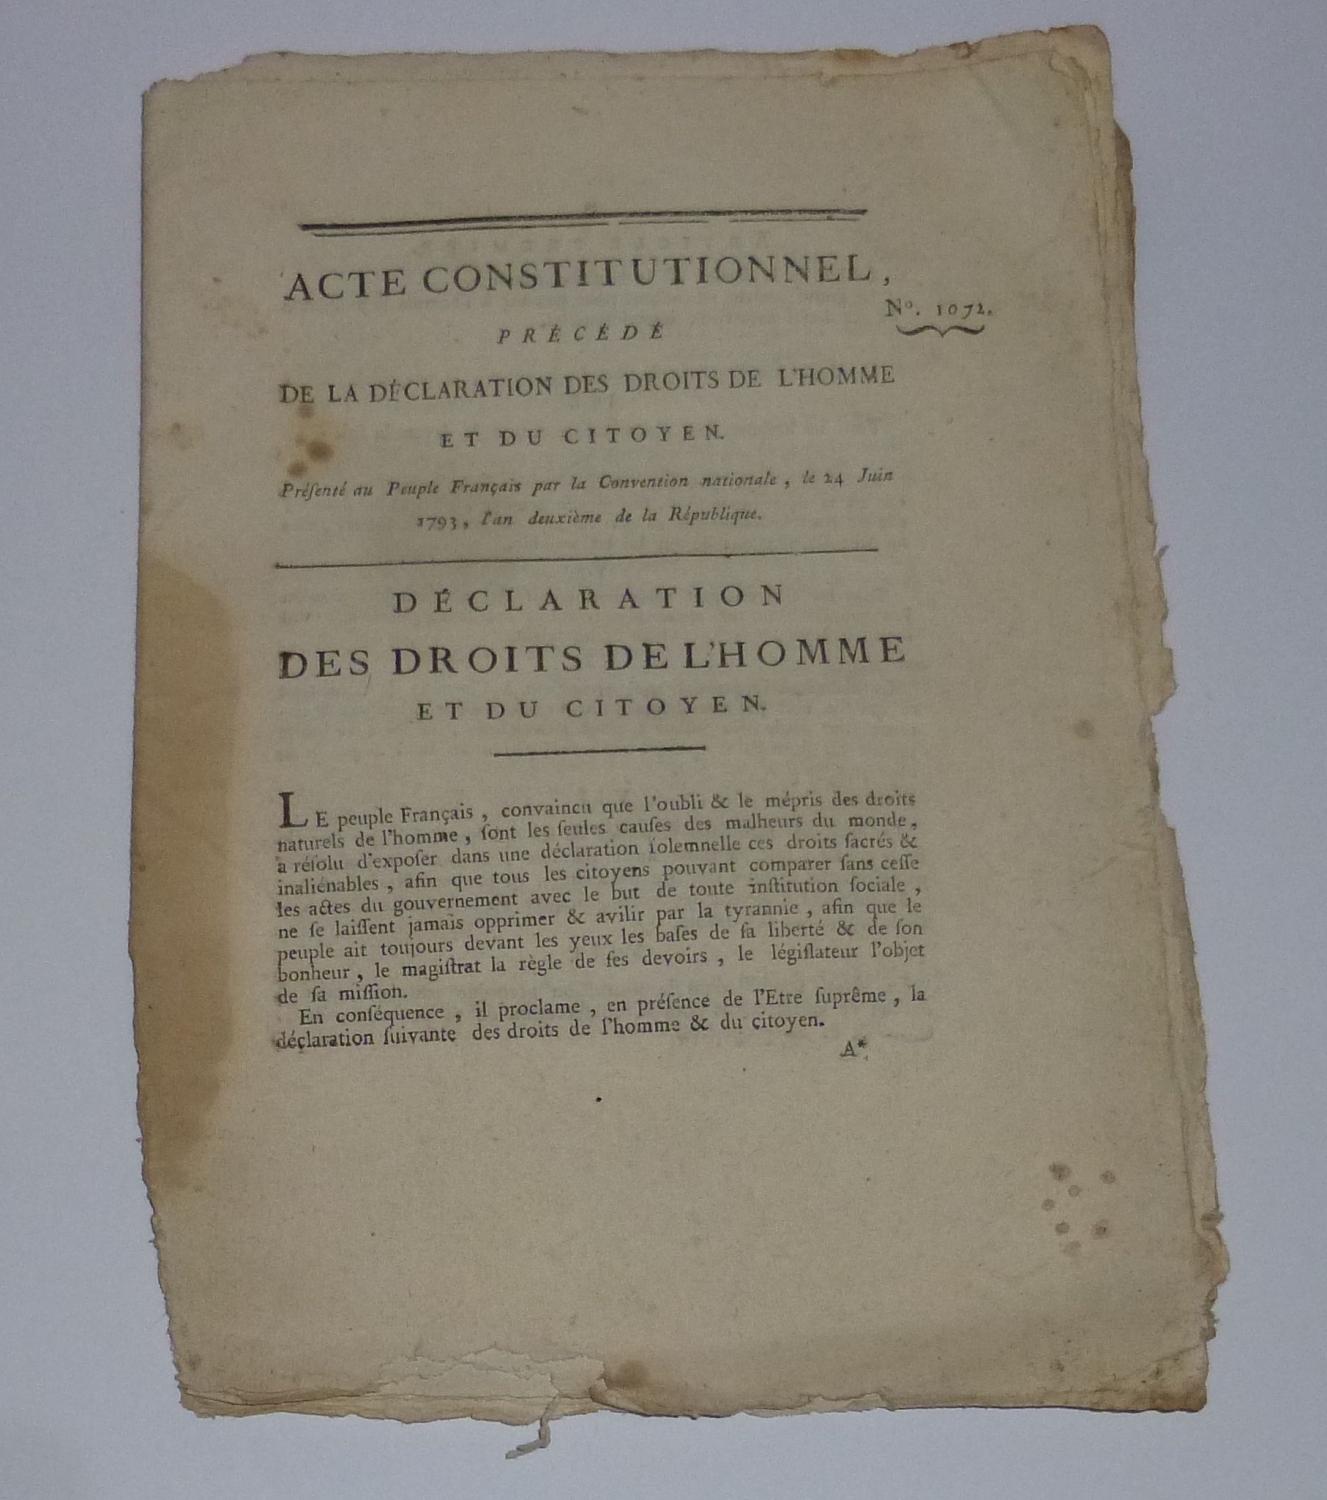 ACTE CONSTITUTIONNEL,
N°. 1072.
PRÉCÉDÉ
DE LA DÉCLARATION DES DROITS DE L'HOMME
ET DU CITOYEN.
Préſenté au Peuple Français par la Convention nationale, le 24 Juin
1793, l'an deuxième de la République.
DÉCLARATION
DES DROITS DE L'HOMME
ET DU CITOYEN.
LE peuple Français, convaincu que l'oubli & le mépris des droits
naturels de l'homme, ſont les ſeules cauſes des malheurs du monde,
a réſolu d'expoſer dans une déclaration ſolemnelle ces droits ſacrés &
inaliénables, afin que tous les citoyens pouvant comparer ſans ceſſe
les actes du gouvernement avec le but de toute inſtitution ſociale,
ne ſe laiſſent jamais opprimer & avilir par la tyrannie, afin que le
peuple ait toujours devant les yeux les baſes de ſa liberté & de ſon
bonheur, le magiſtrat la règle de ſes devoirs, le légiſlateur l'objet
de ſa miſſion.
En conſéquence, il proclame, en préſence de l'Etre ſuprême, la
déclaration ſuivante des droits de l'homme & du citoyen.
A*